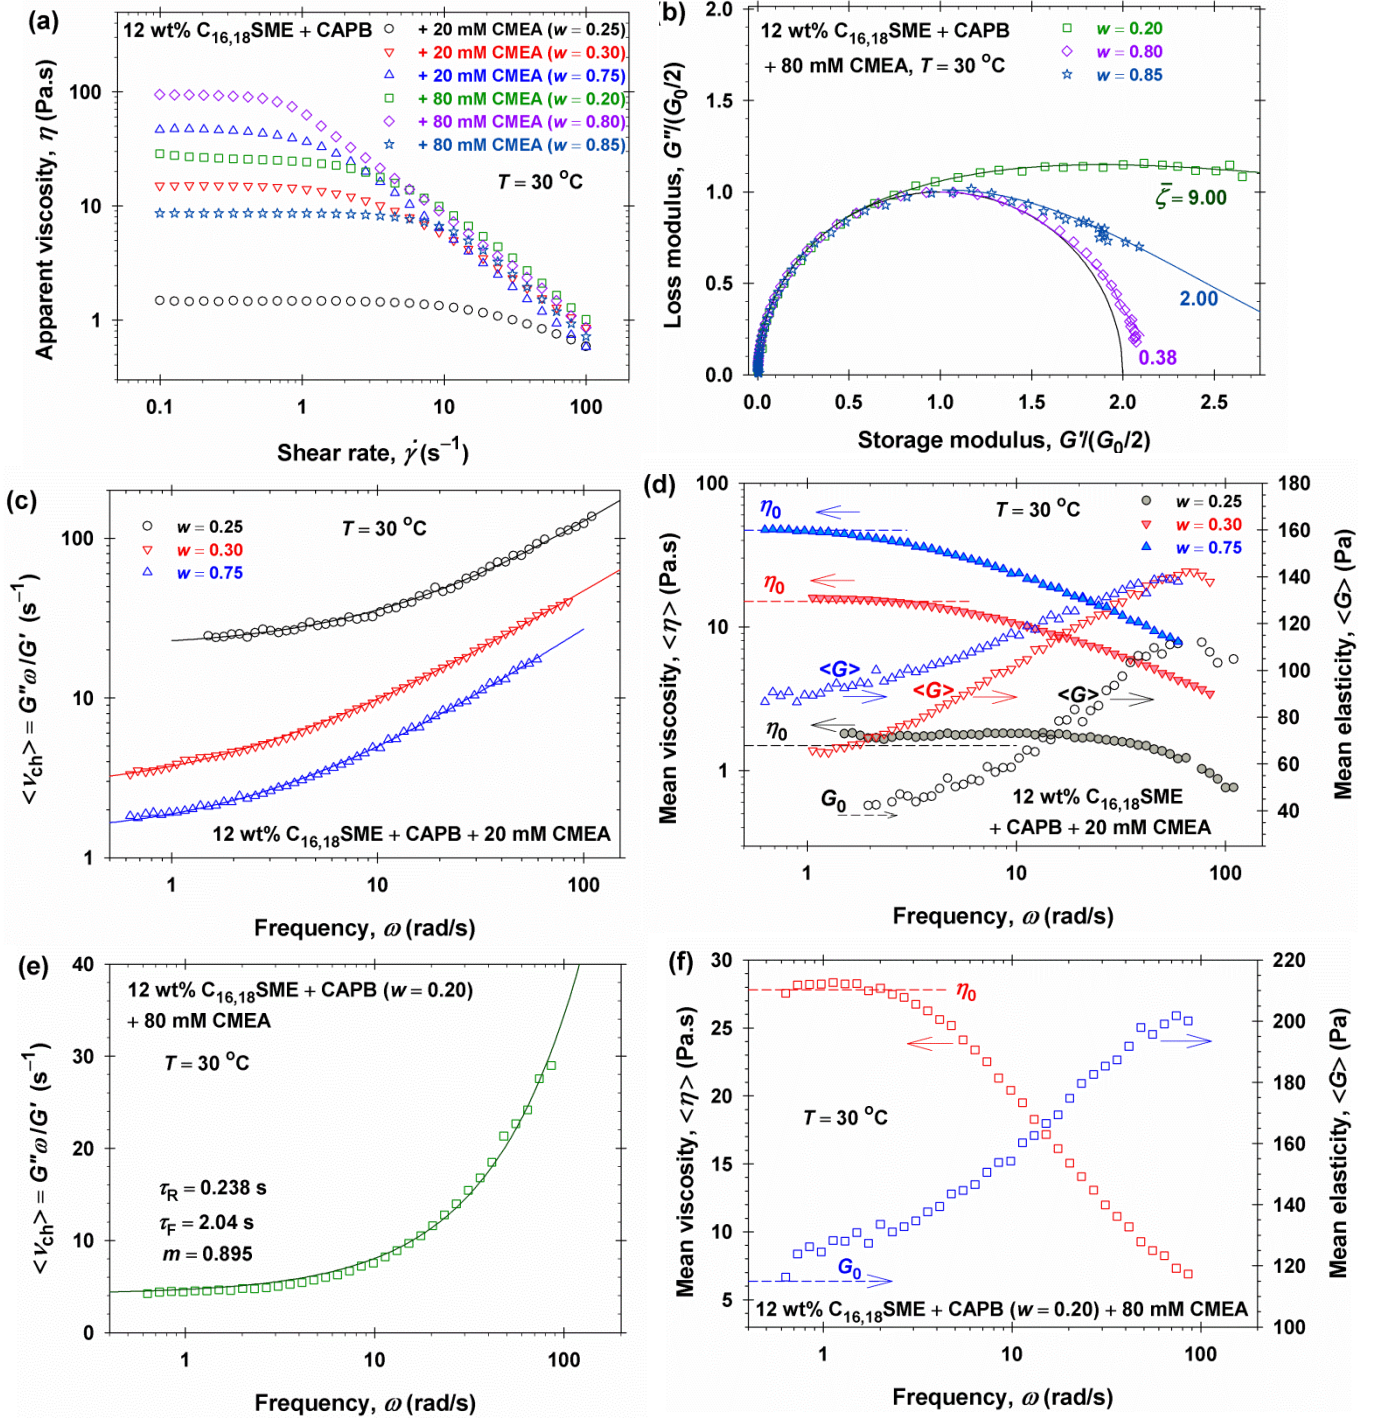 (a)
12 wt% C16,18SME + CAPB
+ 20 mM CMEA (w = 0.25)
+ 20 mM CMEA (w = 0.30)
+ 20 mM CMEA (w = 0.75)
+ 80 mM CMEA (w = 0.20)
+ 80 mM CMEA (w = 0.80)
+ 80 mM CMEA (w = 0.85)
T = 30 °C
Apparent viscosity, η (Pa.s)
100
10
1
0.1
1
10
100
Shear rate, γ̇ (s⁻¹)
(b)
12 wt% C16,18SME + CAPB
+ 80 mM CMEA, T = 30 °C
w = 0.20
w = 0.80
w = 0.85
ζ̄ = 9.00
2.00
0.38
Loss modulus, G''/(G0/2)
2.0
1.5
1.0
0.5
0.0
0.0
0.5
1.0
1.5
2.0
2.5
Storage modulus, G'/(G0/2)
(c)
w = 0.25
w = 0.30
w = 0.75
T = 30 °C
12 wt% C16,18SME + CAPB + 20 mM CMEA
<νch> = G''ω/G' (s⁻¹)
100
10
1
1
10
100
Frequency, ω (rad/s)
(d)
T = 30 °C
w = 0.25
w = 0.30
w = 0.75
η0
η0
<G>
<G>
<G>
η0
G0
12 wt% C16,18SME
+ CAPB + 20 mM CMEA
Mean viscosity, <η> (Pa.s)
100
10
1
Mean elasticity, <G> (Pa)
180
160
140
120
100
80
60
40
1
10
100
Frequency, ω (rad/s)
(e)
12 wt% C16,18SME + CAPB (w = 0.20)
+ 80 mM CMEA
T = 30 °C
τR = 0.238 s
τF = 2.04 s
m = 0.895
<νch> = G''ω/G' (s⁻¹)
40
30
20
10
0
1
10
100
Frequency, ω (rad/s)
(f)
η0
T = 30 °C
G0
12 wt% C16,18SME + CAPB (w = 0.20) + 80 mM CMEA
Mean viscosity, <η> (Pa.s)
30
25
20
15
10
5
Mean elasticity, <G> (Pa)
220
200
180
160
140
120
100
1
10
100
Frequency, ω (rad/s)